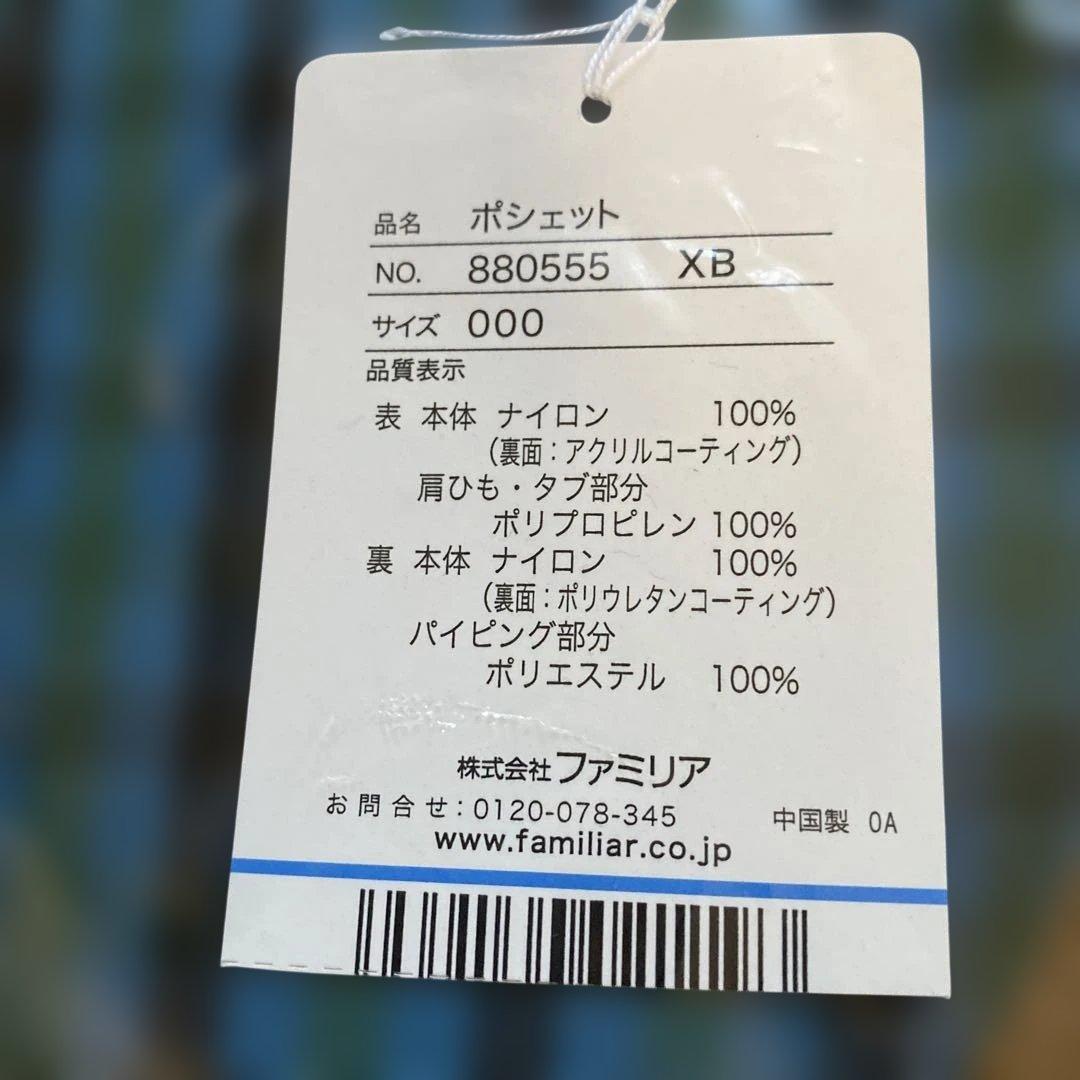 品名 ポシェット
NO. 880555 XB
サイズ 000
品質表示
表 本体 ナイロン 100%
(裏面:アクリルコーティング)
肩ひも・タブ部分
ポリプロピレン 100%
裏 本体 ナイロン 100%
(裏面:ポリウレタンコーティング)
パイピング部分
ポリエステル 100%
株式会社ファミリア
お問合せ:0120-078-345
中国製 0A
www.familiar.co.jp